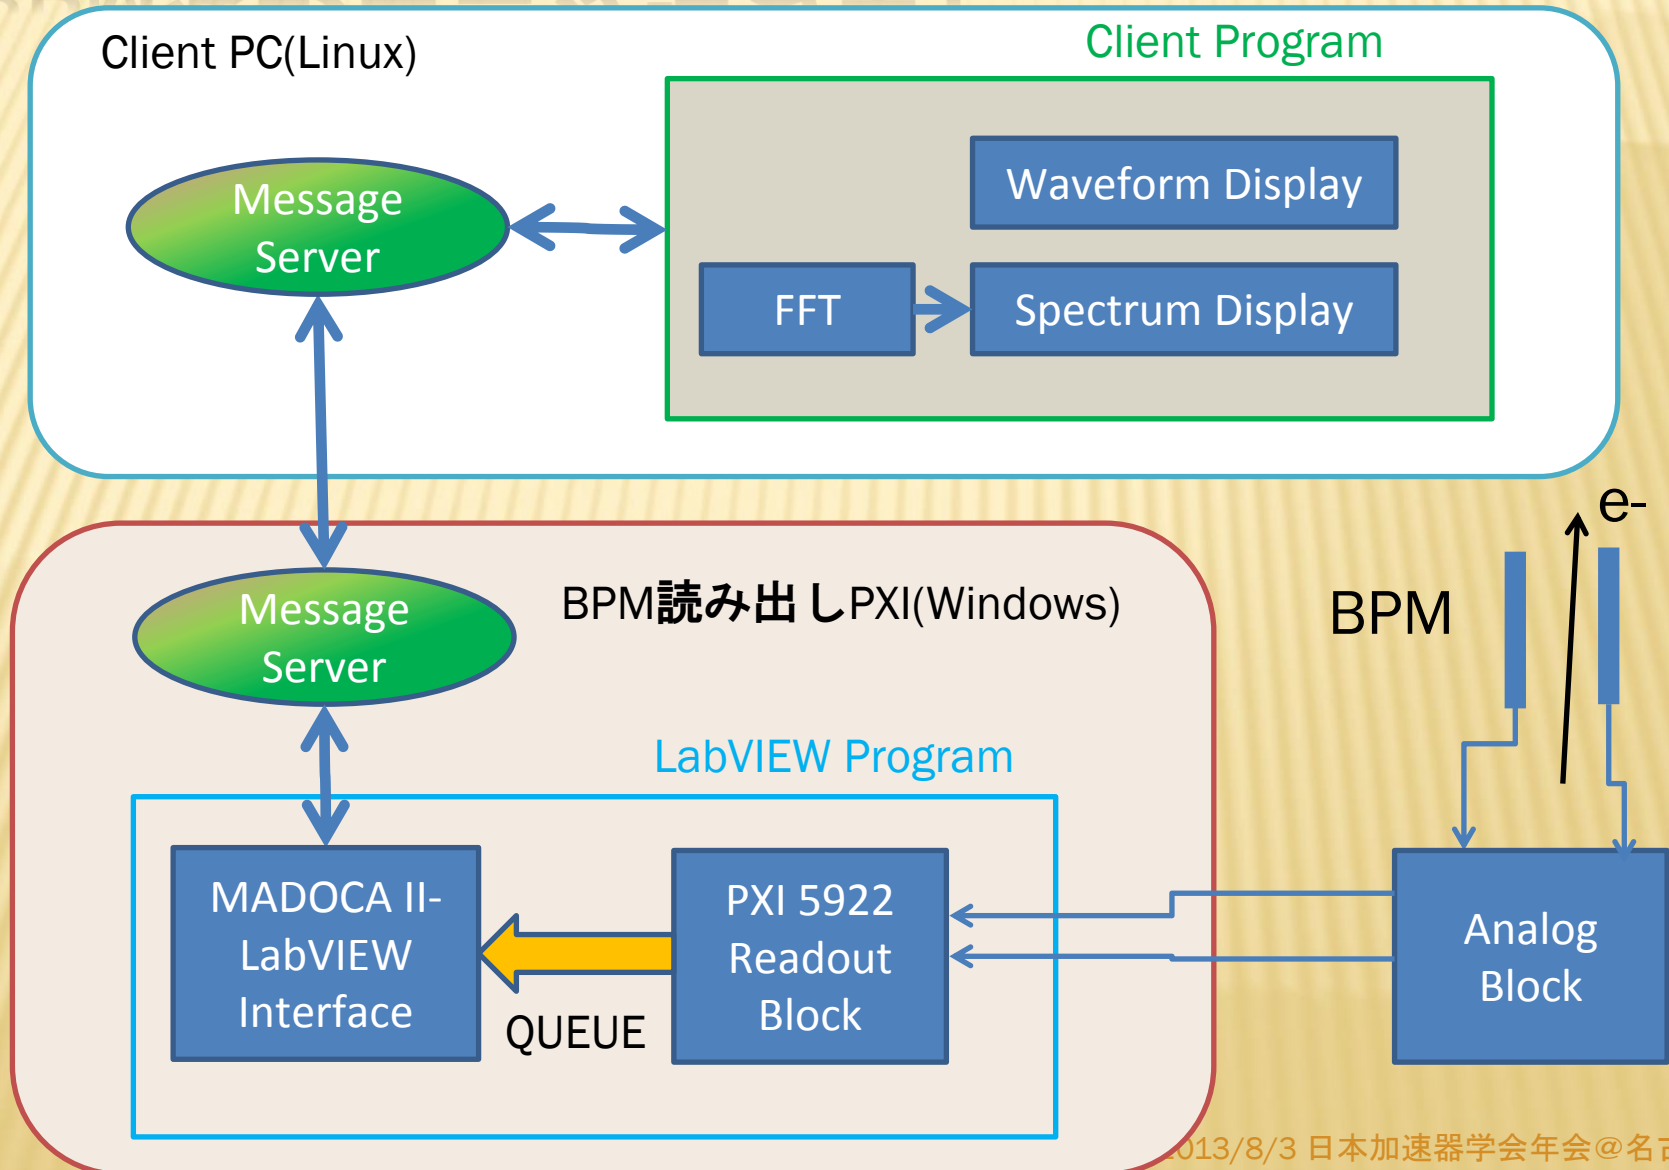 Client PC(Linux)
Client Program
Message
Server
Waveform Display
FFT
Spectrum Display
e-
BPM
BPM読み出しPXI(Windows)
Message
Server
LabVIEW Program
MADOCA II-
LabVIEW
Interface
QUEUE
PXI 5922
Readout
Block
Analog
Block
2013/8/3 日本加速器学会年会@名古